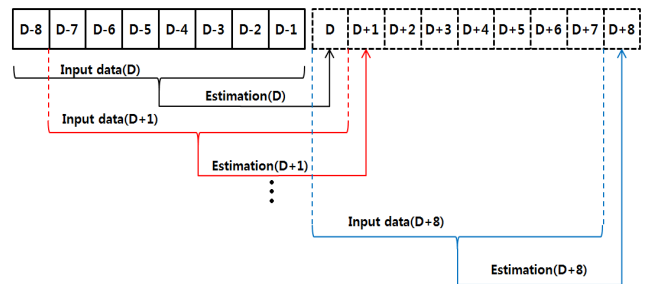 D-8 D-7 D-6 D-5 D-4 D-3 D-2 D-1 D D+1 D+2 D+3 D+4 D+5 D+6 D+7 D+8
Input data(D)
Estimation(D)
Input data(D+1)
Estimation(D+1)
Input data(D+8)
Estimation(D+8)